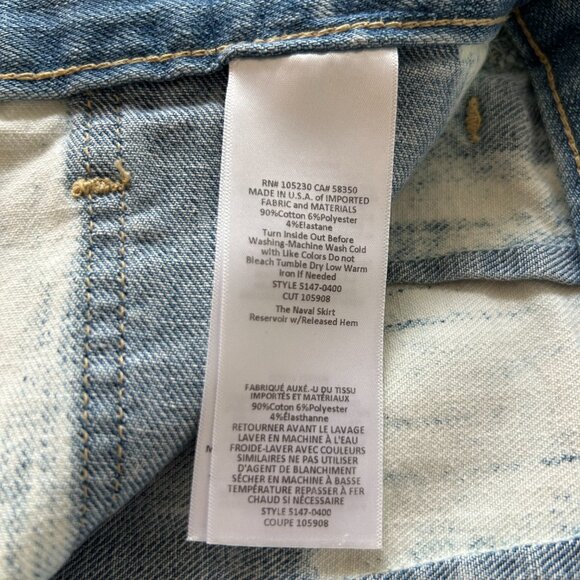 RN# 105230 CA# 58350
MADE IN U.S.A. of IMPORTED
FABRIC and MATERIALS
90%Cotton 6%Polyester
4%Elastane
Turn Inside Out Before
Washing-Machine Wash Cold
with Like Colors Do not
Bleach Tumble Dry Low Warm
Iron If Needed
STYLE 5147-0400
CUT 105908
The Naval Skirt
Reservoir w/Released Hem
FABRIQUÉ AUXÉ.-U DU TISSU
IMPORTÉS ET MATÉRIAUX
90%Coton 6%Polyester
4%Élasthanne
RETOURNER AVANT LE LAVAGE
LAVER EN MACHINE À L'EAU
FROIDE-LAVER AVEC COULEURS
SIMILAIRES NE PAS UTILISER
D'AGENT DE BLANCHIMENT
SÉCHER EN MACHINE À BASSE
TEMPÉRATURE REPASSER À FER
CHAUD SI NÉCESSAIRE
STYLE 5147-0400
COUPE 105908